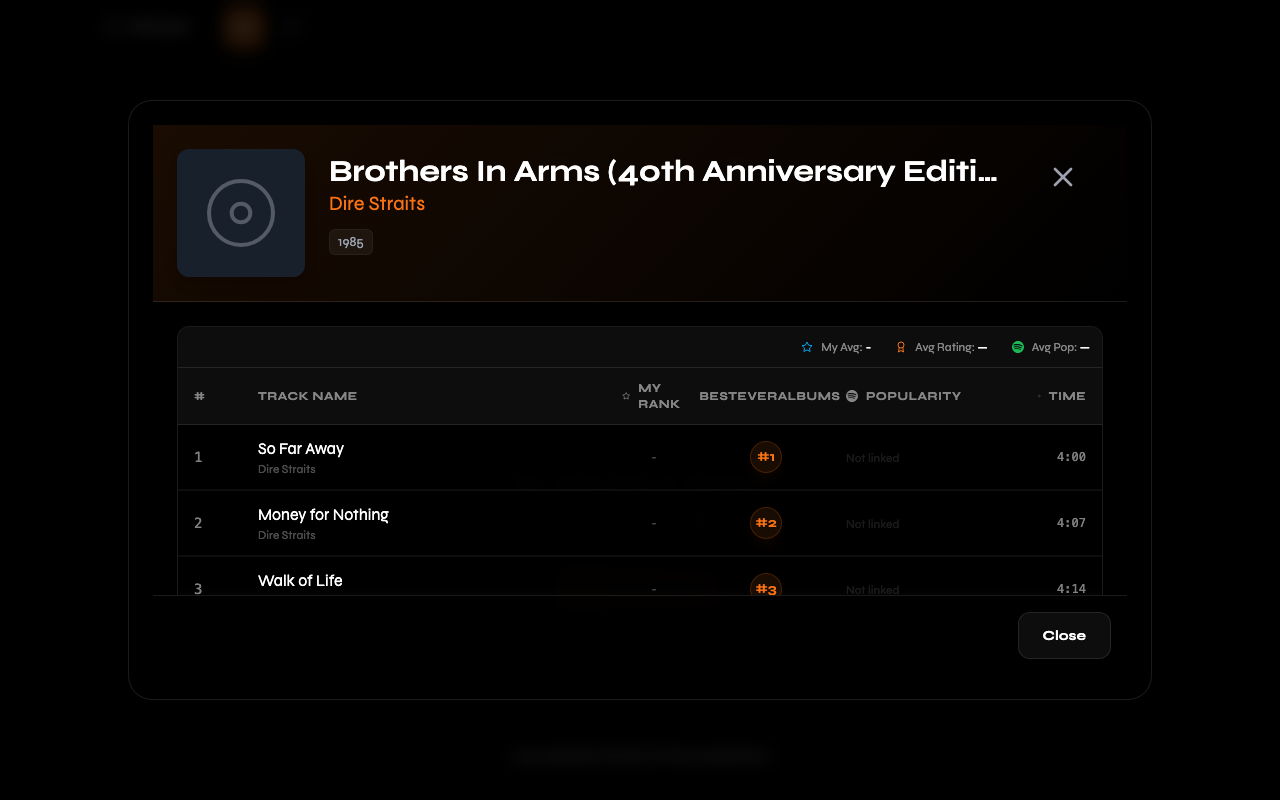 Brothers In Arms (40th Anniversary Editi...
Dire Straits
1985
My Avg: - Avg Rating: — Avg Pop: —
# TRACK NAME MY RANK BESTEVERALBUMS POPULARITY TIME
1 So Far Away - #1 Not linked 4:00
Dire Straits
2 Money for Nothing - #2 Not linked 4:07
Dire Straits
3 Walk of Life - #3 Not linked 4:14
Close